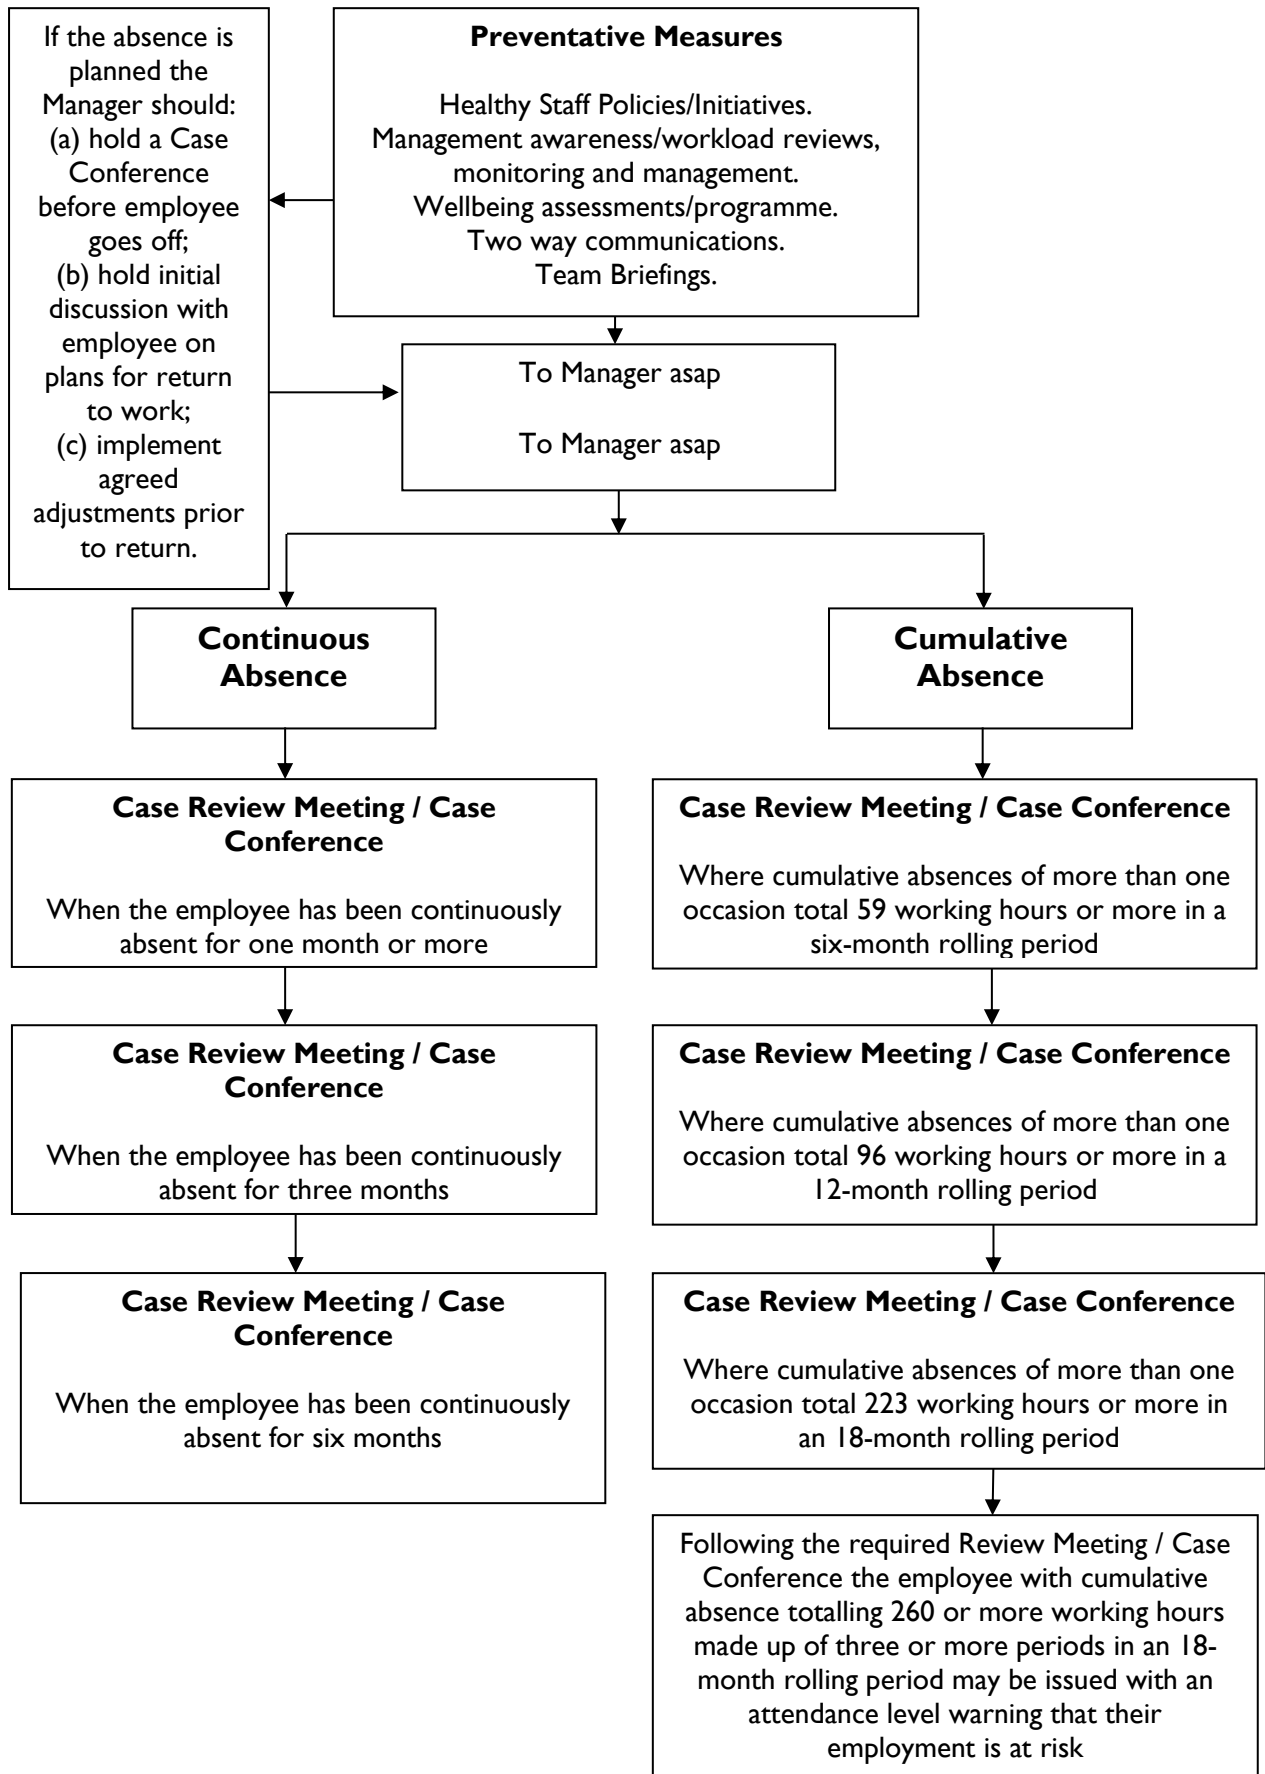 If the absence is
planned the
Manager should:
(a) hold a Case
Conference
before employee
goes off;
(b) hold initial
discussion with
employee on
plans for return
to work;
(c) implement
agreed
adjustments prior
to return.
Preventative Measures
Healthy Staff Policies/Initiatives.
Management awareness/workload reviews,
monitoring and management.
Wellbeing assessments/programme.
Two way communications.
Team Briefings.
To Manager asap
To Manager asap
Continuous
Absence
Case Review Meeting / Case
Conference
When the employee has been continuously
absent for one month or more
Case Review Meeting / Case
Conference
When the employee has been continuously
absent for three months
Case Review Meeting / Case
Conference
When the employee has been continuously
absent for six months
Cumulative
Absence
Case Review Meeting / Case Conference
Where cumulative absences of more than one
occasion total 59 working hours or more in a
six-month rolling period
Case Review Meeting / Case Conference
Where cumulative absences of more than one
occasion total 96 working hours or more in a
12-month rolling period
Case Review Meeting / Case Conference
Where cumulative absences of more than one
occasion total 223 working hours or more in
an 18-month rolling period
Following the required Review Meeting / Case
Conference the employee with cumulative
absence totalling 260 or more working hours
made up of three or more periods in an 18-
month rolling period may be issued with an
attendance level warning that their
employment is at risk